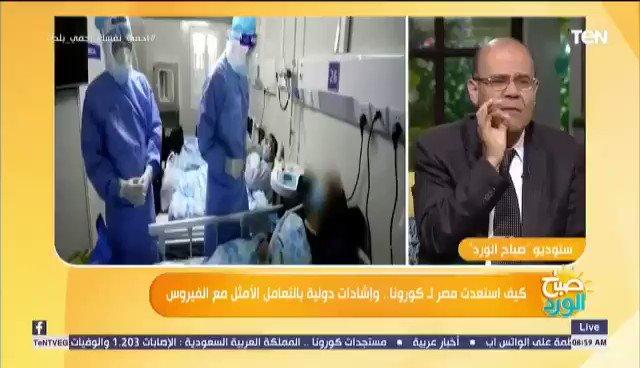 #احمي_نفسك_احمي_بلدك
TEN
26
ستوديو "صباح الورد"
كيف استعدت مصر لـ كورونا.. وإشادات دولية بالتعامل الأمثل مع الفيروس
صباح الورد
Live
08:59 AM
TeNTVEG
مستجدات كورونا .. المملكة العربية السعودية : الإصابات 1.203 والوفيات
أخبار عربية
على الواتس اب